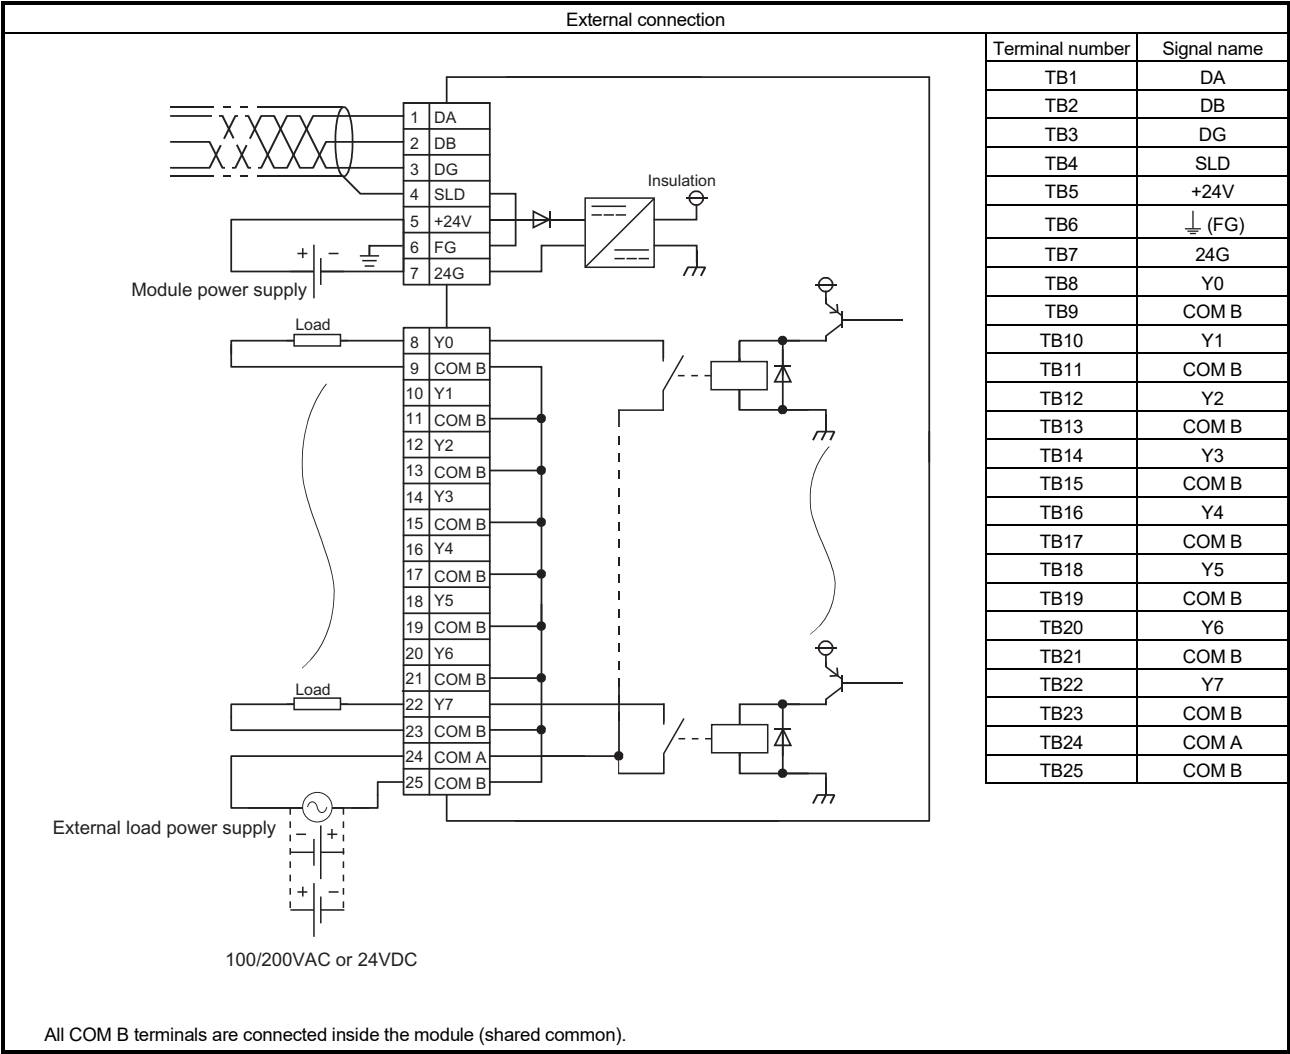 External connection
1 DA
2 DB
3 DG
4 SLD
5 +24V
6 FG
7 24G
Insulation
+ −
Module power supply
Load
8 Y0
9 COM B
10 Y1
11 COM B
12 Y2
13 COM B
14 Y3
15 COM B
16 Y4
17 COM B
18 Y5
19 COM B
20 Y6
21 COM B
Load
22 Y7
23 COM B
24 COM A
25 COM B
External load power supply
− +
+ −
100/200VAC or 24VDC
Terminal number Signal name
TB1 DA
TB2 DB
TB3 DG
TB4 SLD
TB5 +24V
TB6 (FG)
TB7 24G
TB8 Y0
TB9 COM B
TB10 Y1
TB11 COM B
TB12 Y2
TB13 COM B
TB14 Y3
TB15 COM B
TB16 Y4
TB17 COM B
TB18 Y5
TB19 COM B
TB20 Y6
TB21 COM B
TB22 Y7
TB23 COM B
TB24 COM A
TB25 COM B
All COM B terminals are connected inside the module (shared common).